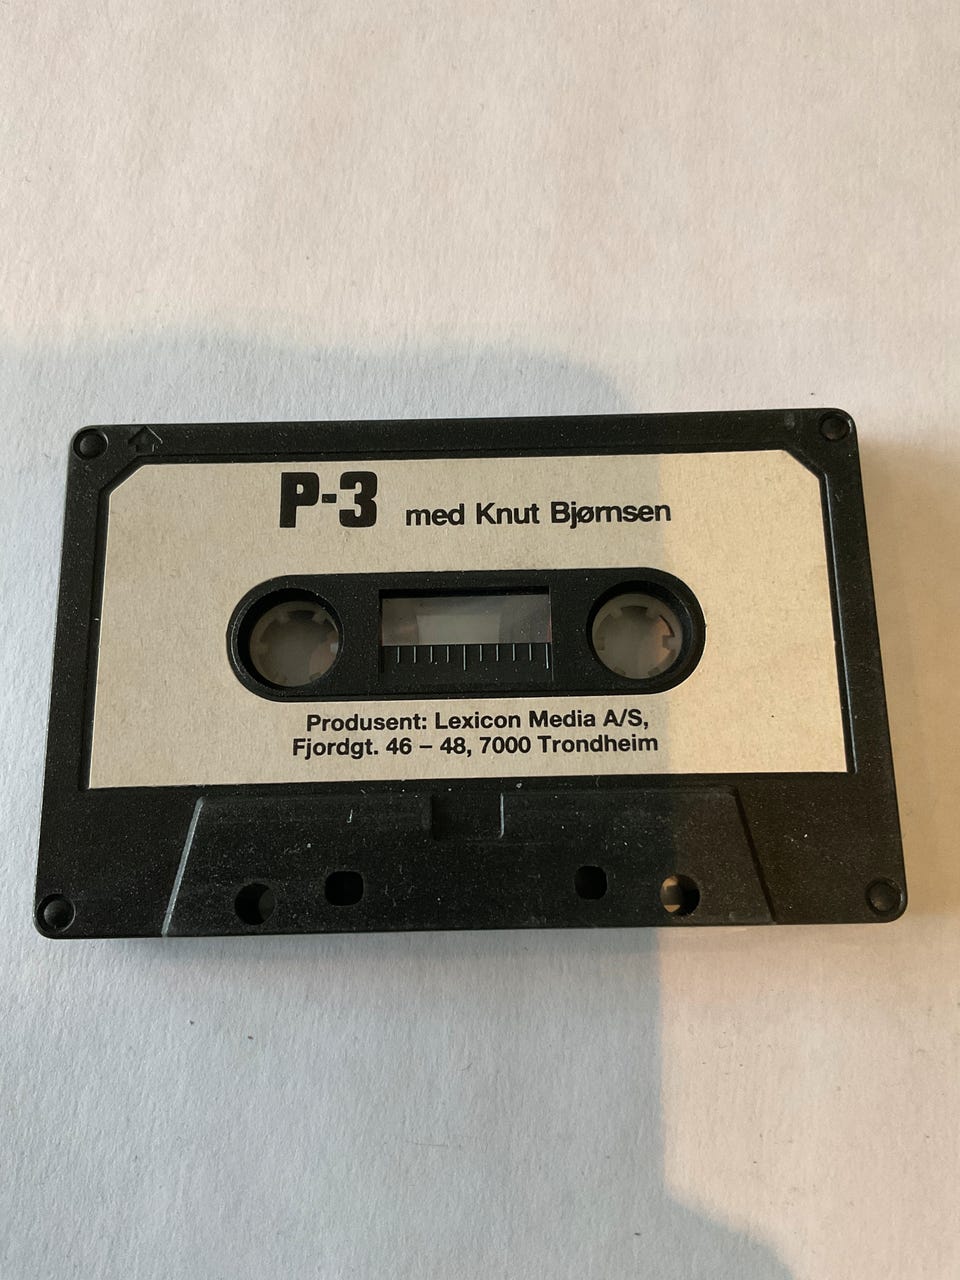 P-3 med Knut Bjørnsen
Produsent: Lexicon Media A/S,
Fjordgt. 46 – 48, 7000 Trondheim